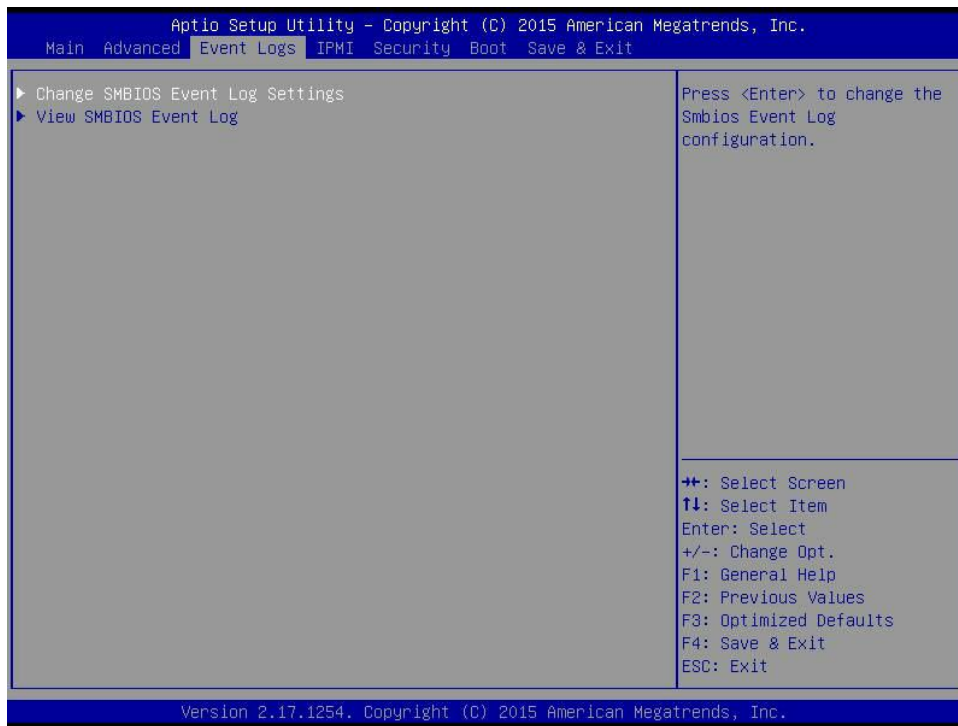 Aptio Setup Utility – Copyright (C) 2015 American Megatrends, Inc.
Main Advanced Event Logs IPMI Security Boot Save & Exit
▶ Change SMBIOS Event Log Settings
▶ View SMBIOS Event Log
Press <Enter> to change the
Smbios Event Log
configuration.
→←: Select Screen
↑↓: Select Item
Enter: Select
+/-: Change Opt.
F1: General Help
F2: Previous Values
F3: Optimized Defaults
F4: Save & Exit
ESC: Exit
Version 2.17.1254. Copyright (C) 2015 American Megatrends, Inc.